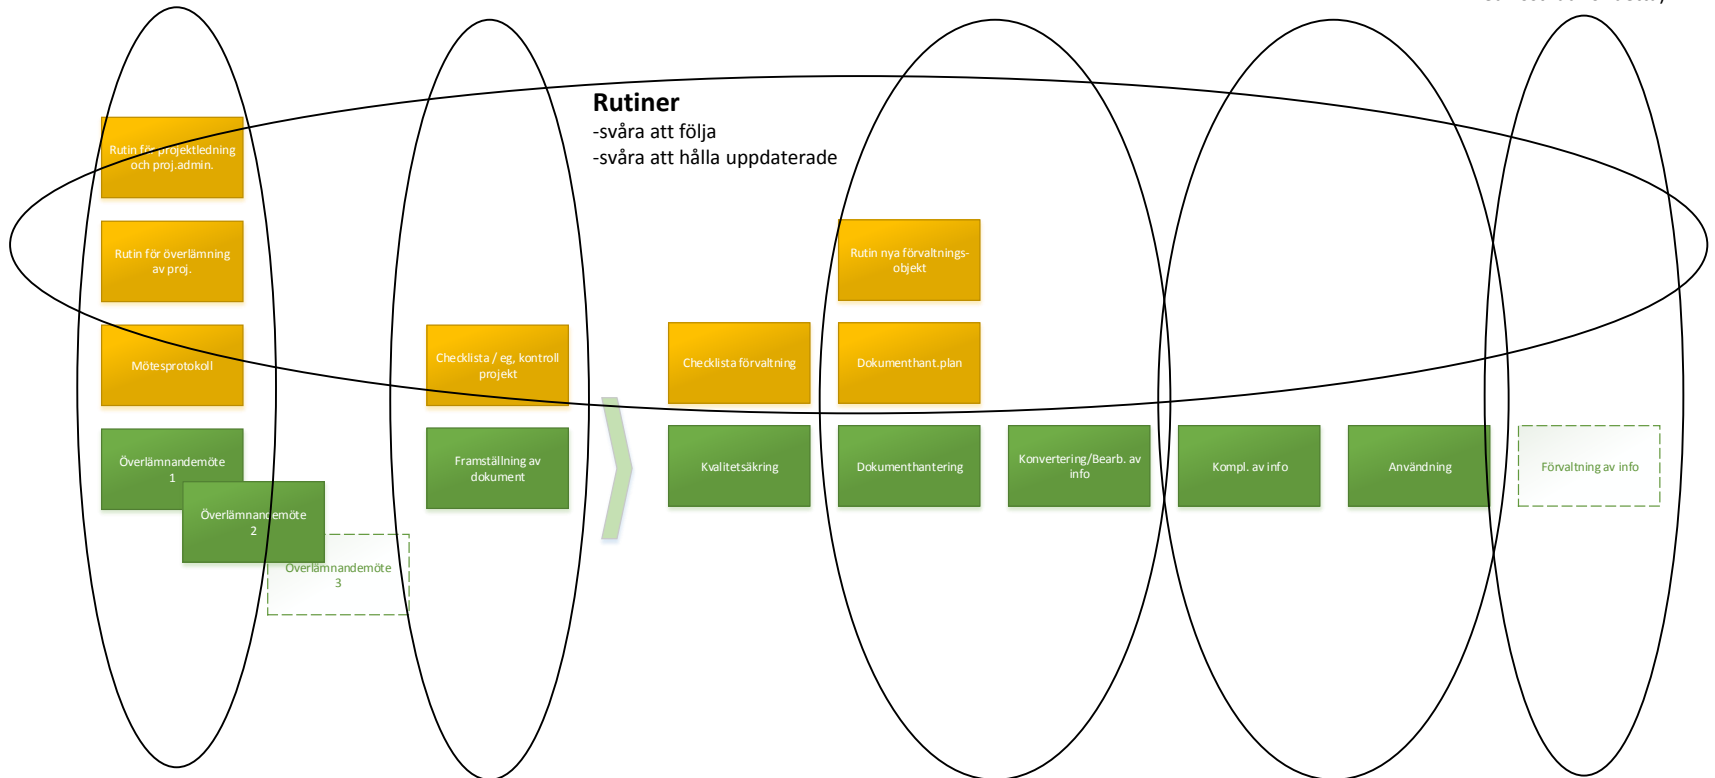 Rutiner
-svåra att följa
-svåra att hålla uppdaterade
Rutin för projektledning
och proj.admin.
Rutin för överlämning
av proj.
Rutin nya förvaltnings-
objekt
Mötesprotokoll
Checklista / eg, kontroll
projekt
Checklista förvaltning
Dokumenthant.plan
Överlämnandemöte
1
Överlämnandemöte
2
Överlämnandemöte
3
Framställning av
dokument
Kvalitetsäkring
Dokumenthantering
Konvertering/Bearb. av
info
Kompl. av info
Användning
Förvaltning av info